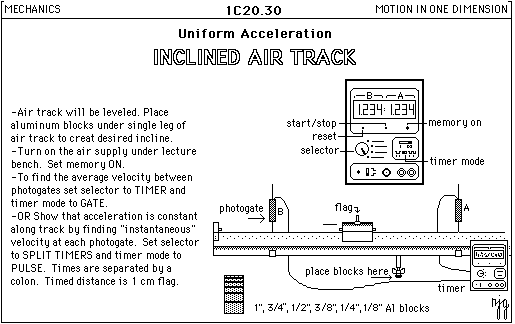 MECHANICS
1C20.30
MOTION IN ONE DIMENSION
Uniform Acceleration
INCLINED AIR TRACK
-Air track will be leveled. Place
aluminum blocks under single leg of
air track to creat desired incline.
-Turn on the air supply under lecture
bench. Set memory ON.
-To find the average velocity between
photogates set selector to TIMER and
timer mode to GATE.
-OR Show that acceleration is constant
along track by finding "instantaneous"
velocity at each photogate. Set selector
to SPLIT TIMERS and timer mode to
PULSE. Times are separated by a
colon. Timed distance is 1 cm flag.
B A
1.234 : 1.234
start/stop
memory on
reset
selector
timer mode
photogate
B
flag
A
place blocks here
timer
1", 3/4", 1/2", 3/8", 1/4", 1/8" Al blocks